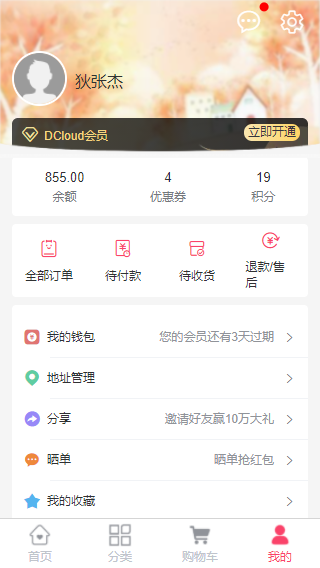 狄张杰
DCloud会员
立即开通
855.00
4
19
余额
优惠券
积分
全部订单
待付款
待收货
退款/售
后
我的钱包
您的会员还有3天过期
地址管理
分享
邀请好友赢10万大礼
晒单
晒单抢红包
我的收藏
首页
分类
购物车
我的